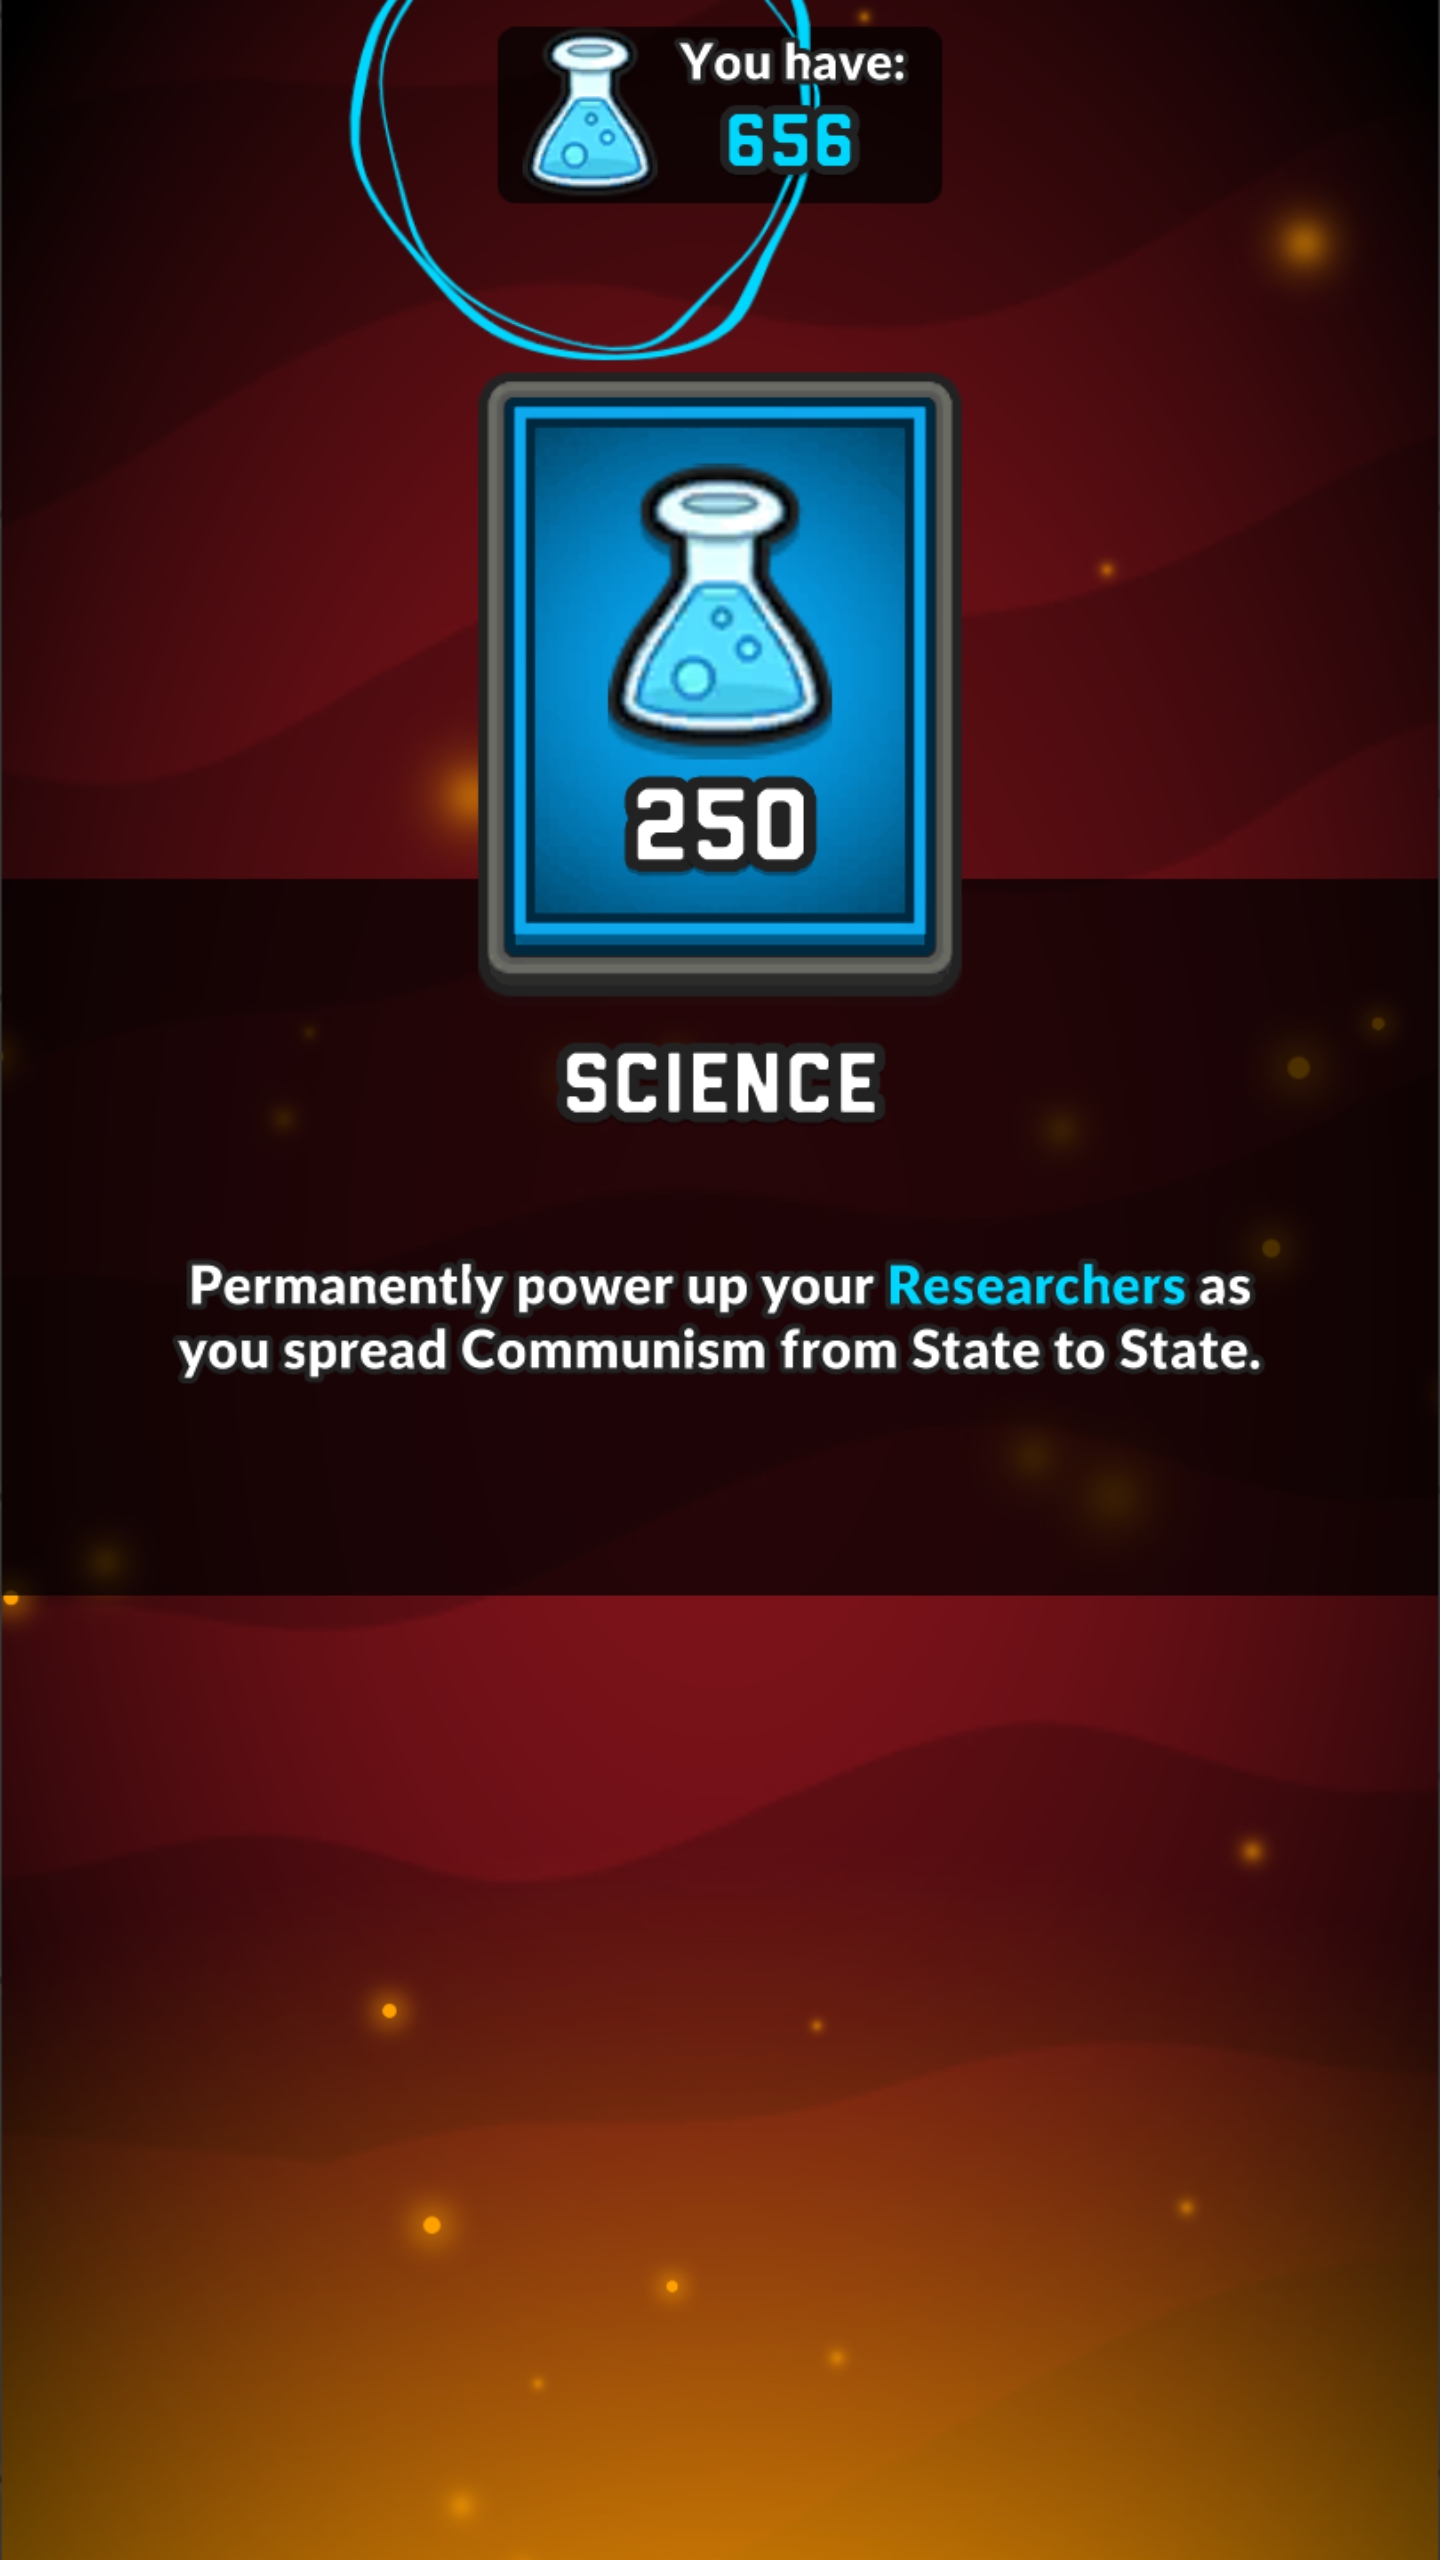 You have:
656
250
SCIENCE
Permanently power up your Researchers as
you spread Communism from State to State.